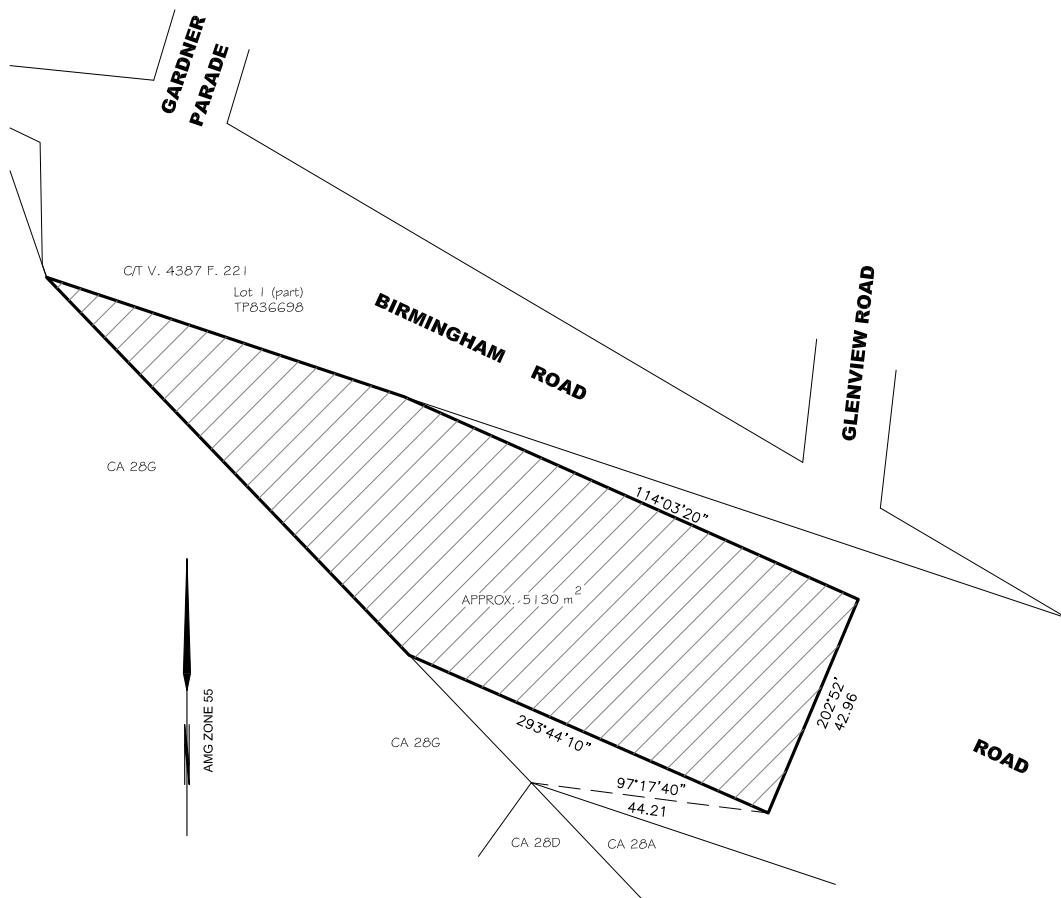 GARDNER
PARADE
C/T V. 4387 F. 221
Lot 1 (part)
TP836698
BIRMINGHAM ROAD
GLENVIEW ROAD
CA 28G
114°03'20"
APPROX. 5130 m²
202°52'
42.96
AMG ZONE 55
293°44'10"
CA 28G
ROAD
97°17'40"
44.21
CA 28D
CA 28A